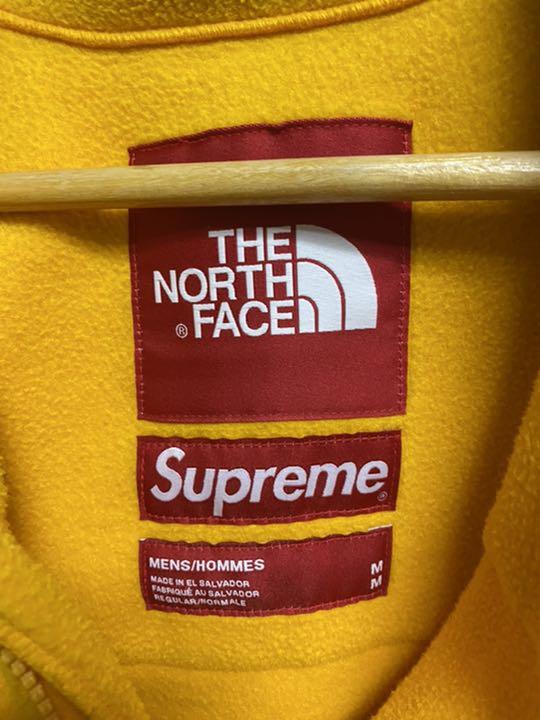 THE
NORTH
FACE®
Supreme®
MENS/HOMMES M
MADE IN EL SALVADOR M
FABRIQUÉ AU SALVADOR
REGULAR/NORMALE